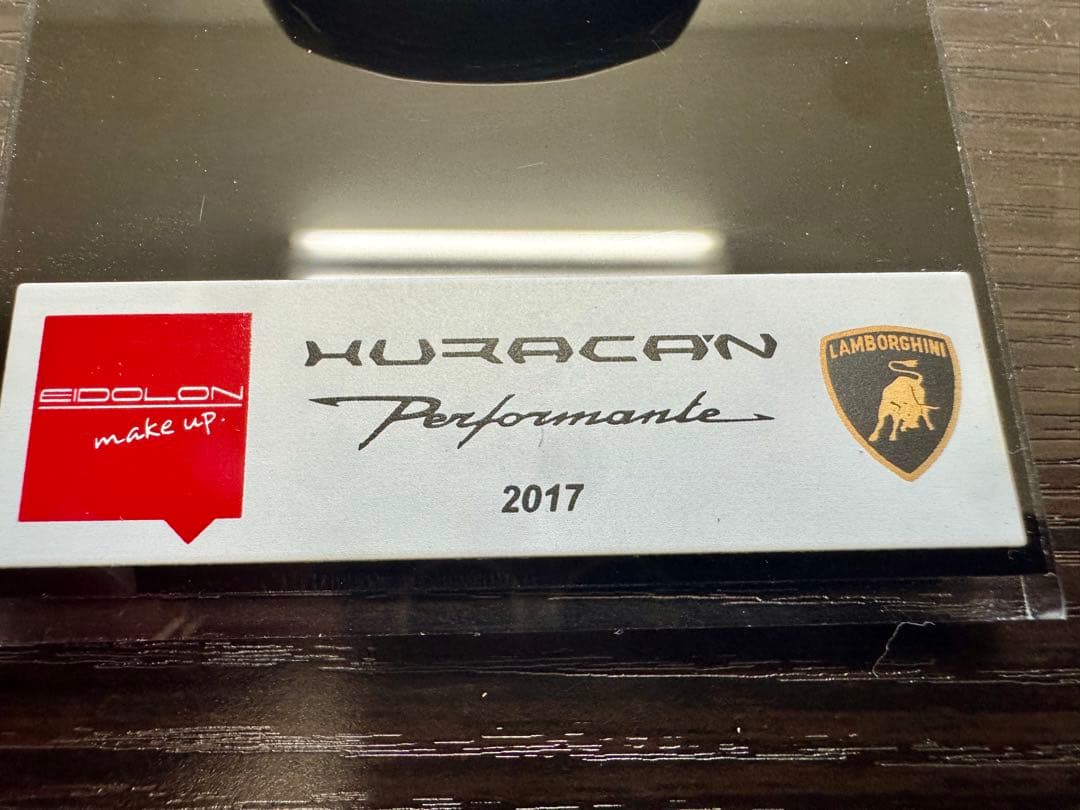 EIDOLON
make up.
HURACÁN
Performante
2017
LAMBORGHINI